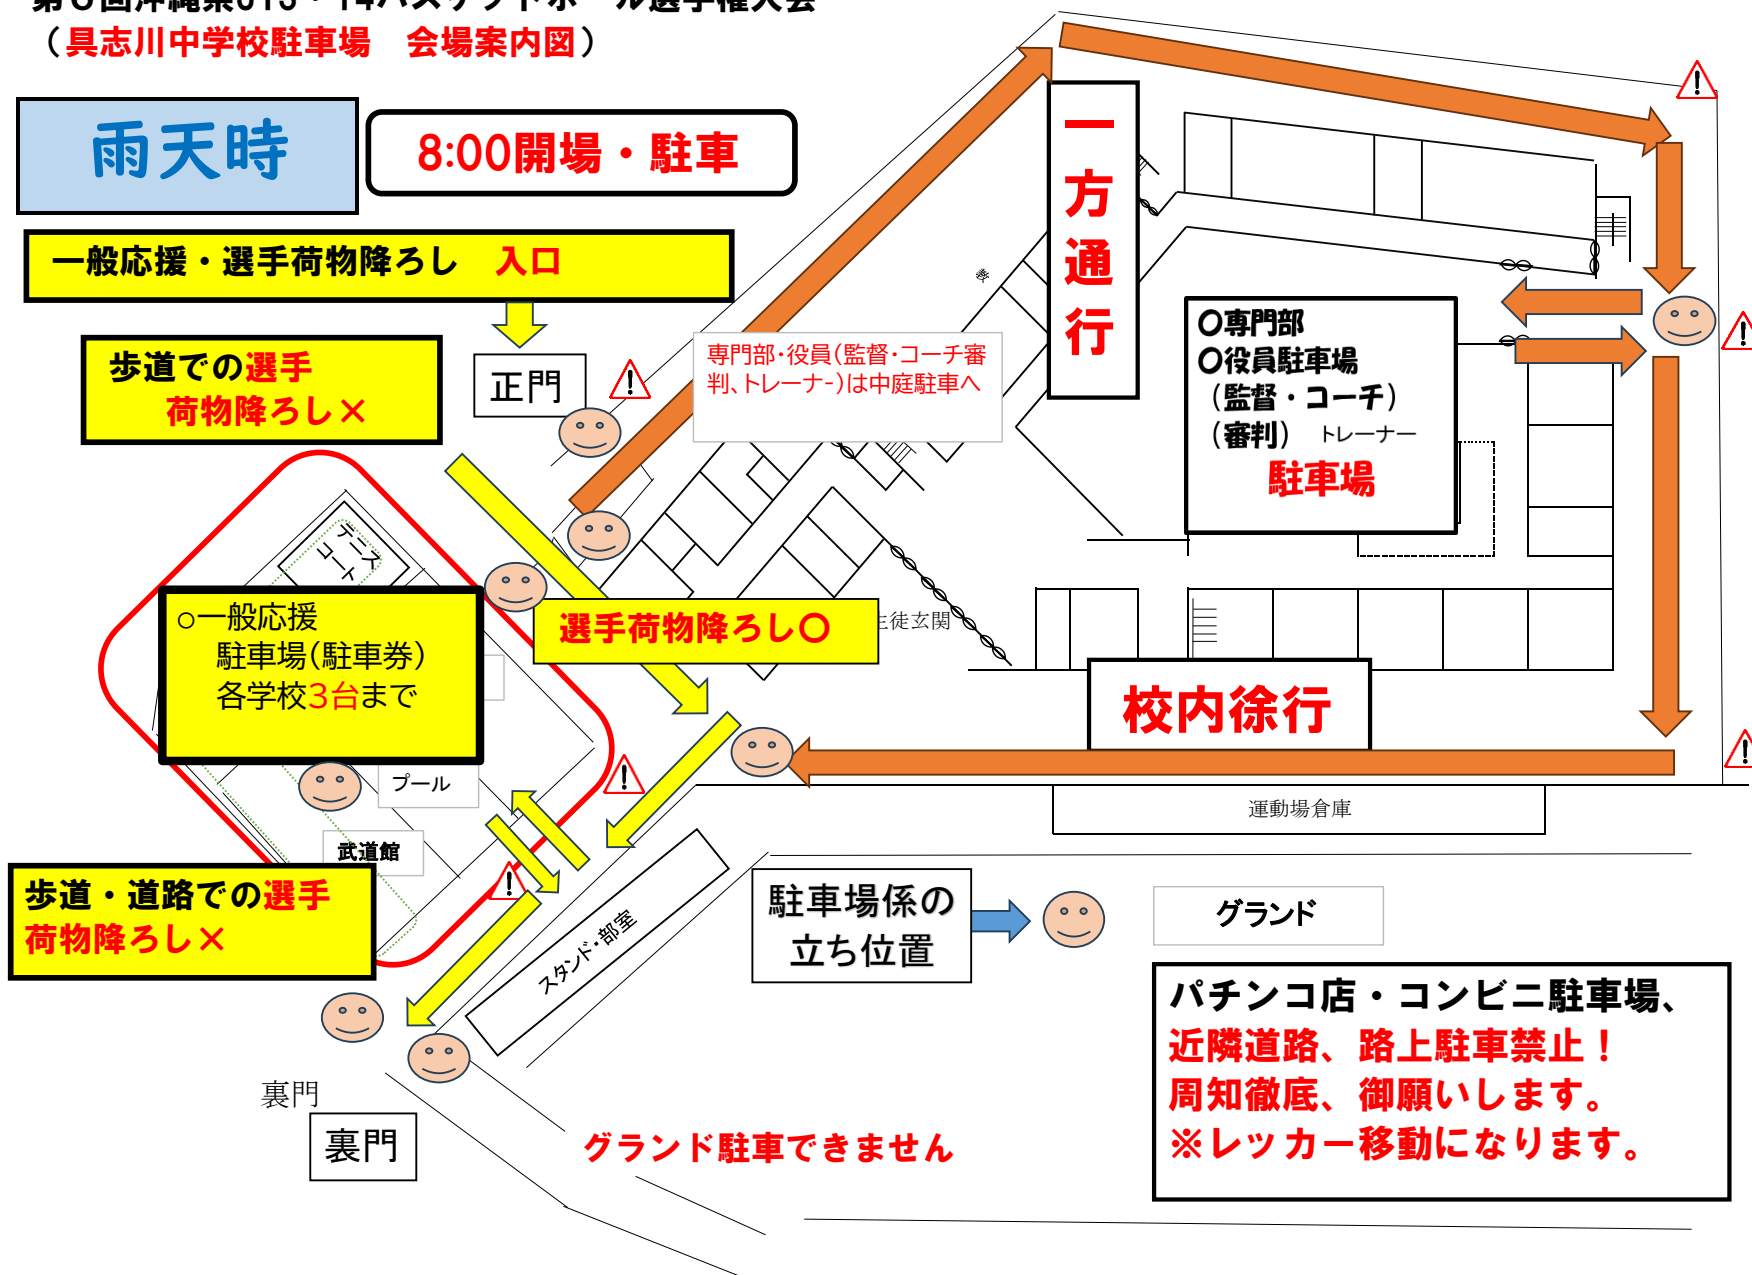 （具志川中学校駐車場　会場案内図）
雨天時
8:00開場・駐車
一般応援・選手荷物降ろし　入口
歩道での選手
荷物降ろし×
正門
専門部・役員(監督・コーチ審
判、トレーナ-)は中庭駐車へ
一方通行
○専門部
○役員駐車場
（監督・コーチ）
（審判）　トレーナー
駐車場
テニス
コート
○一般応援
駐車場(駐車券)
各学校3台まで
選手荷物降ろし○
徒玄関
校内徐行
プール
武道館
運動場倉庫
歩道・道路での選手
荷物降ろし×
スタンド・部室
駐車場係の
立ち位置
グランド
パチンコ店・コンビニ駐車場、
近隣道路、路上駐車禁止！
周知徹底、御願いします。
※レッカー移動になります。
裏門
裏門
グランド駐車できません